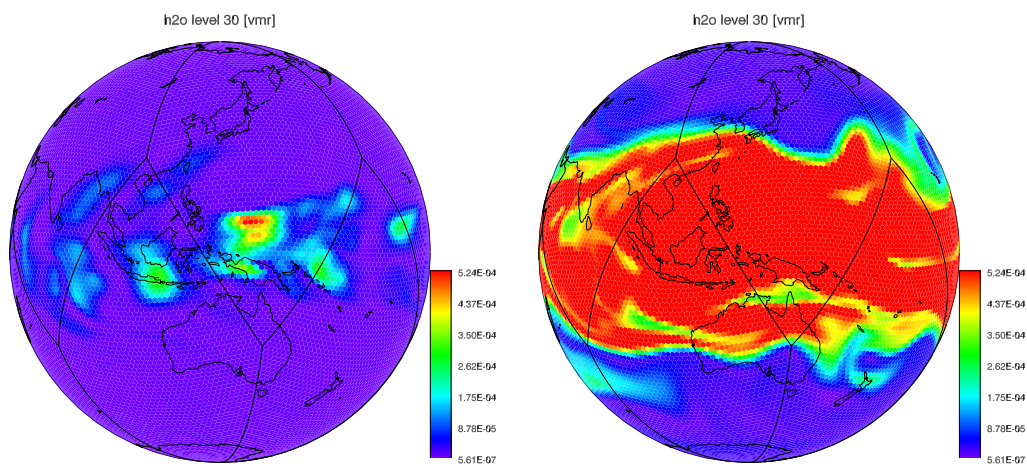 h2o level 30 [vmr]
5.24E-04
4.37E-04
3.50E-04
2.62E-04
1.75E-04
8.78E-05
5.61E-07
h2o level 30 [vmr]
5.24E-04
4.37E-04
3.50E-04
2.62E-04
1.75E-04
8.78E-05
5.61E-07